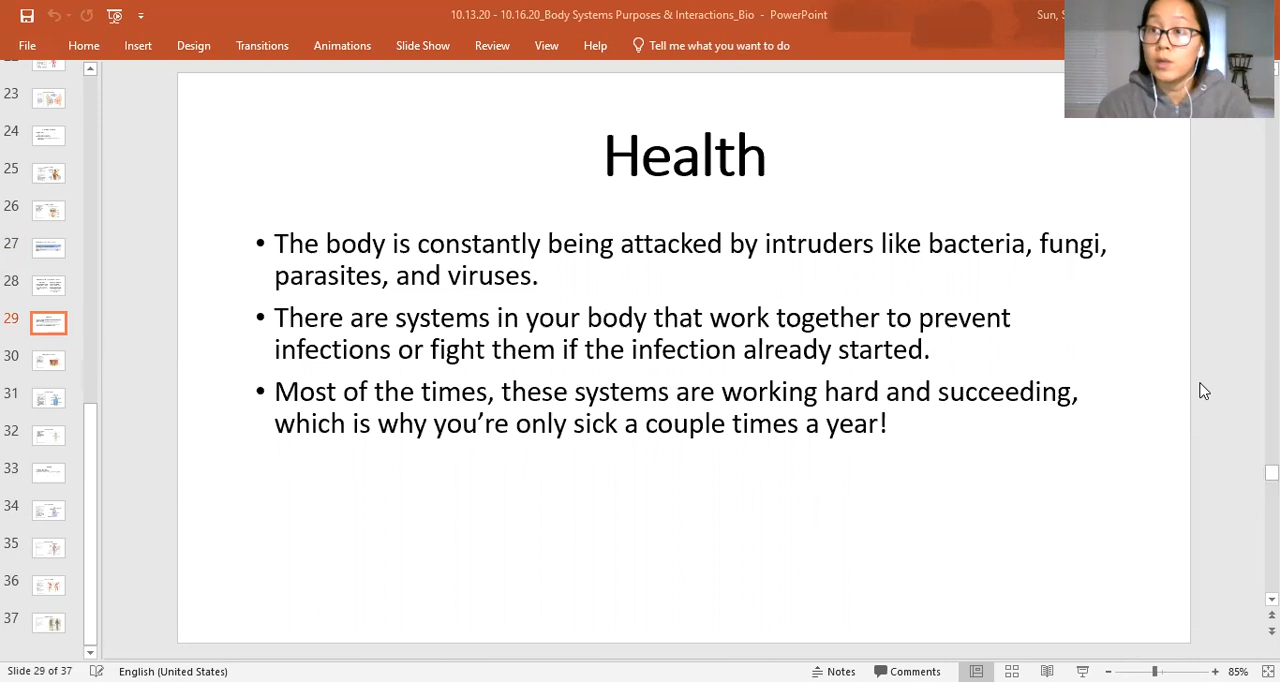 10.13.20 - 10.16.20_Body Systems Purposes & Interactions_Bio - PowerPoint
Sun,
File Home Insert Design Transitions Animations Slide Show Review View Help Tell me what you want to do
23
24
25
26
27
28
29
30
31
32
33
34
35
36
37
Health
• The body is constantly being attacked by intruders like bacteria, fungi,
parasites, and viruses.
• There are systems in your body that work together to prevent
infections or fight them if the infection already started.
• Most of the times, these systems are working hard and succeeding,
which is why you’re only sick a couple times a year!
Slide 29 of 37 English (United States) Notes Comments 85%